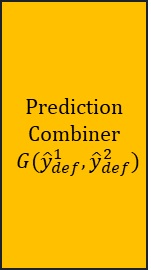 Prediction
Combiner
G(ŷ¹def, ŷ²def)